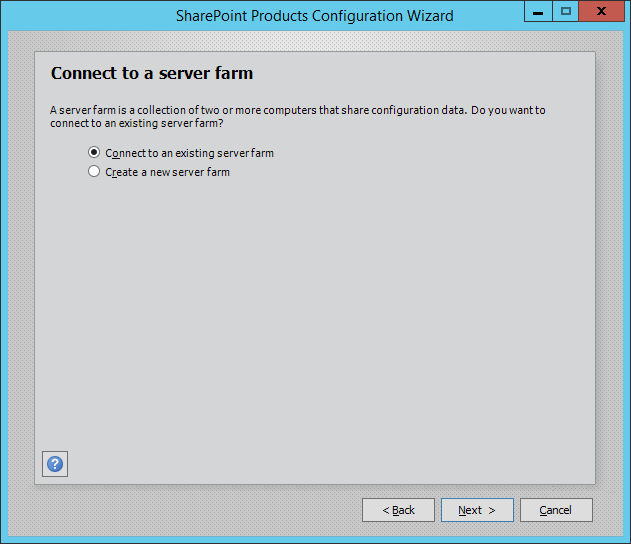 SharePoint Products Configuration Wizard
Connect to a server farm
A server farm is a collection of two or more computers that share configuration data.  Do you want to
connect to an existing server farm?
Connect to an existing server farm
Create a new server farm
?
< Back
Next >
Cancel